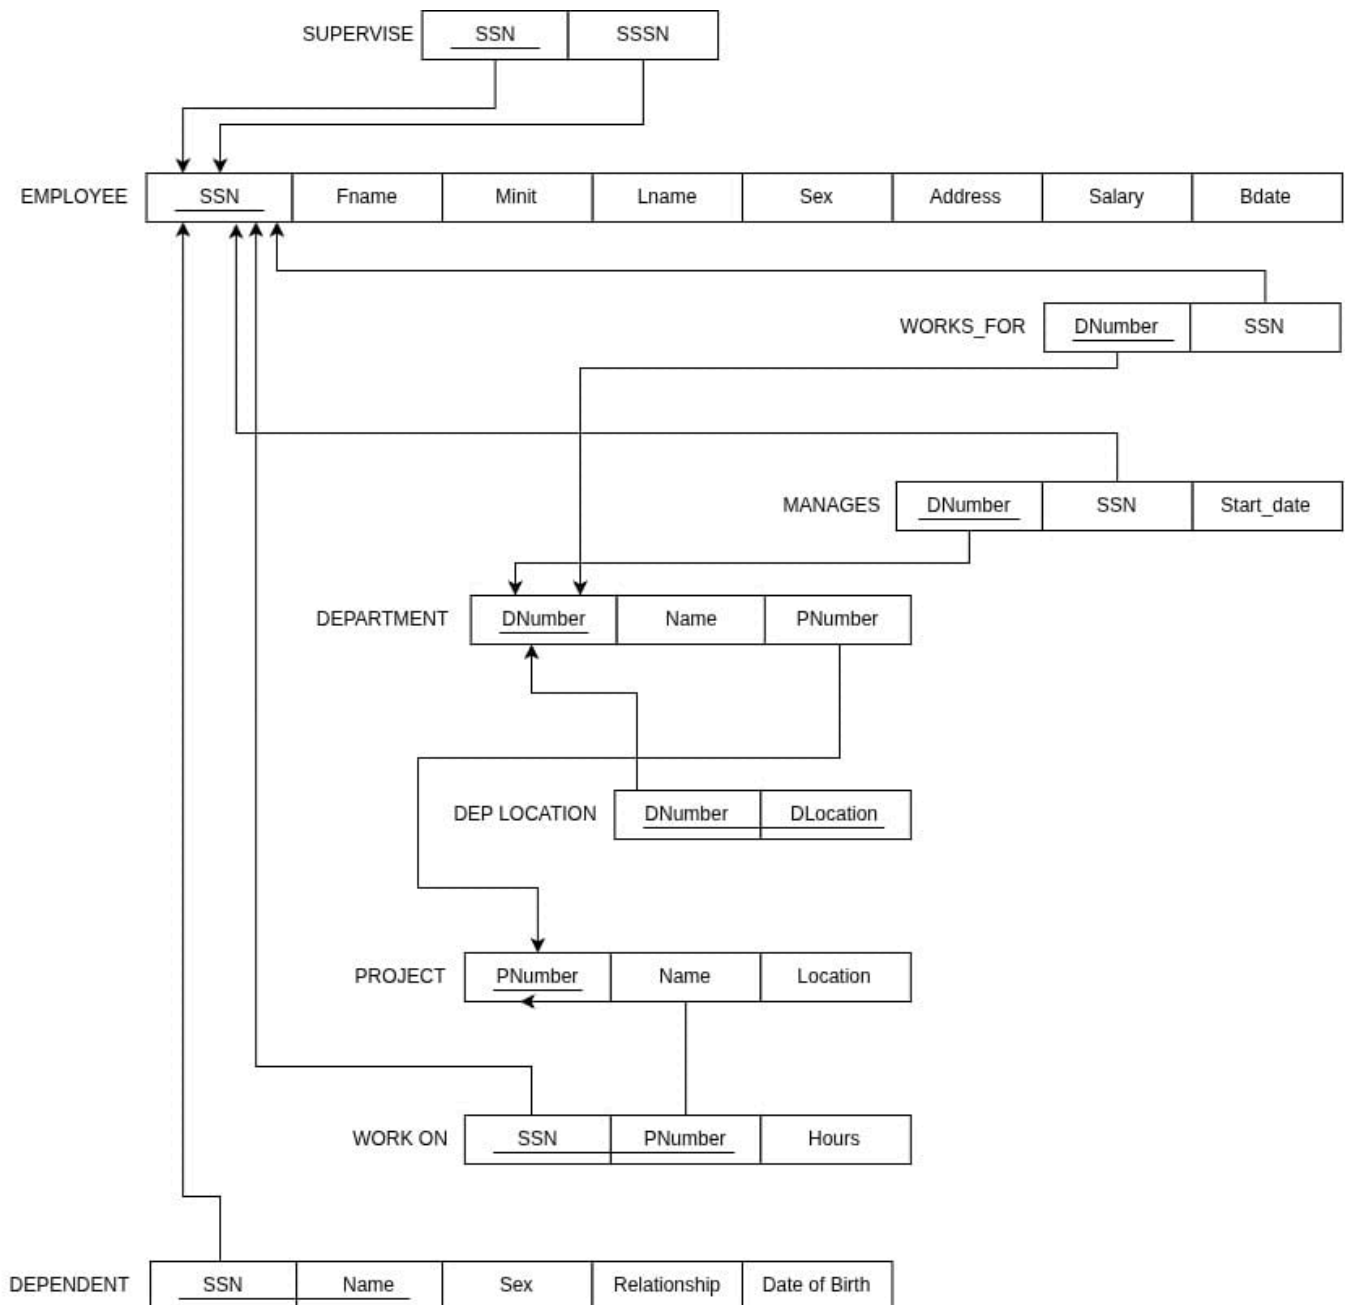 SUPERVISE SSN SSSN
EMPLOYEE SSN Fname Minit Lname Sex Address Salary Bdate
WORKS_FOR DNumber SSN
MANAGES DNumber SSN Start_date
DEPARTMENT DNumber Name PNumber
DEP LOCATION DNumber DLocation
PROJECT PNumber Name Location
WORK ON SSN PNumber Hours
DEPENDENT SSN Name Sex Relationship Date of Birth